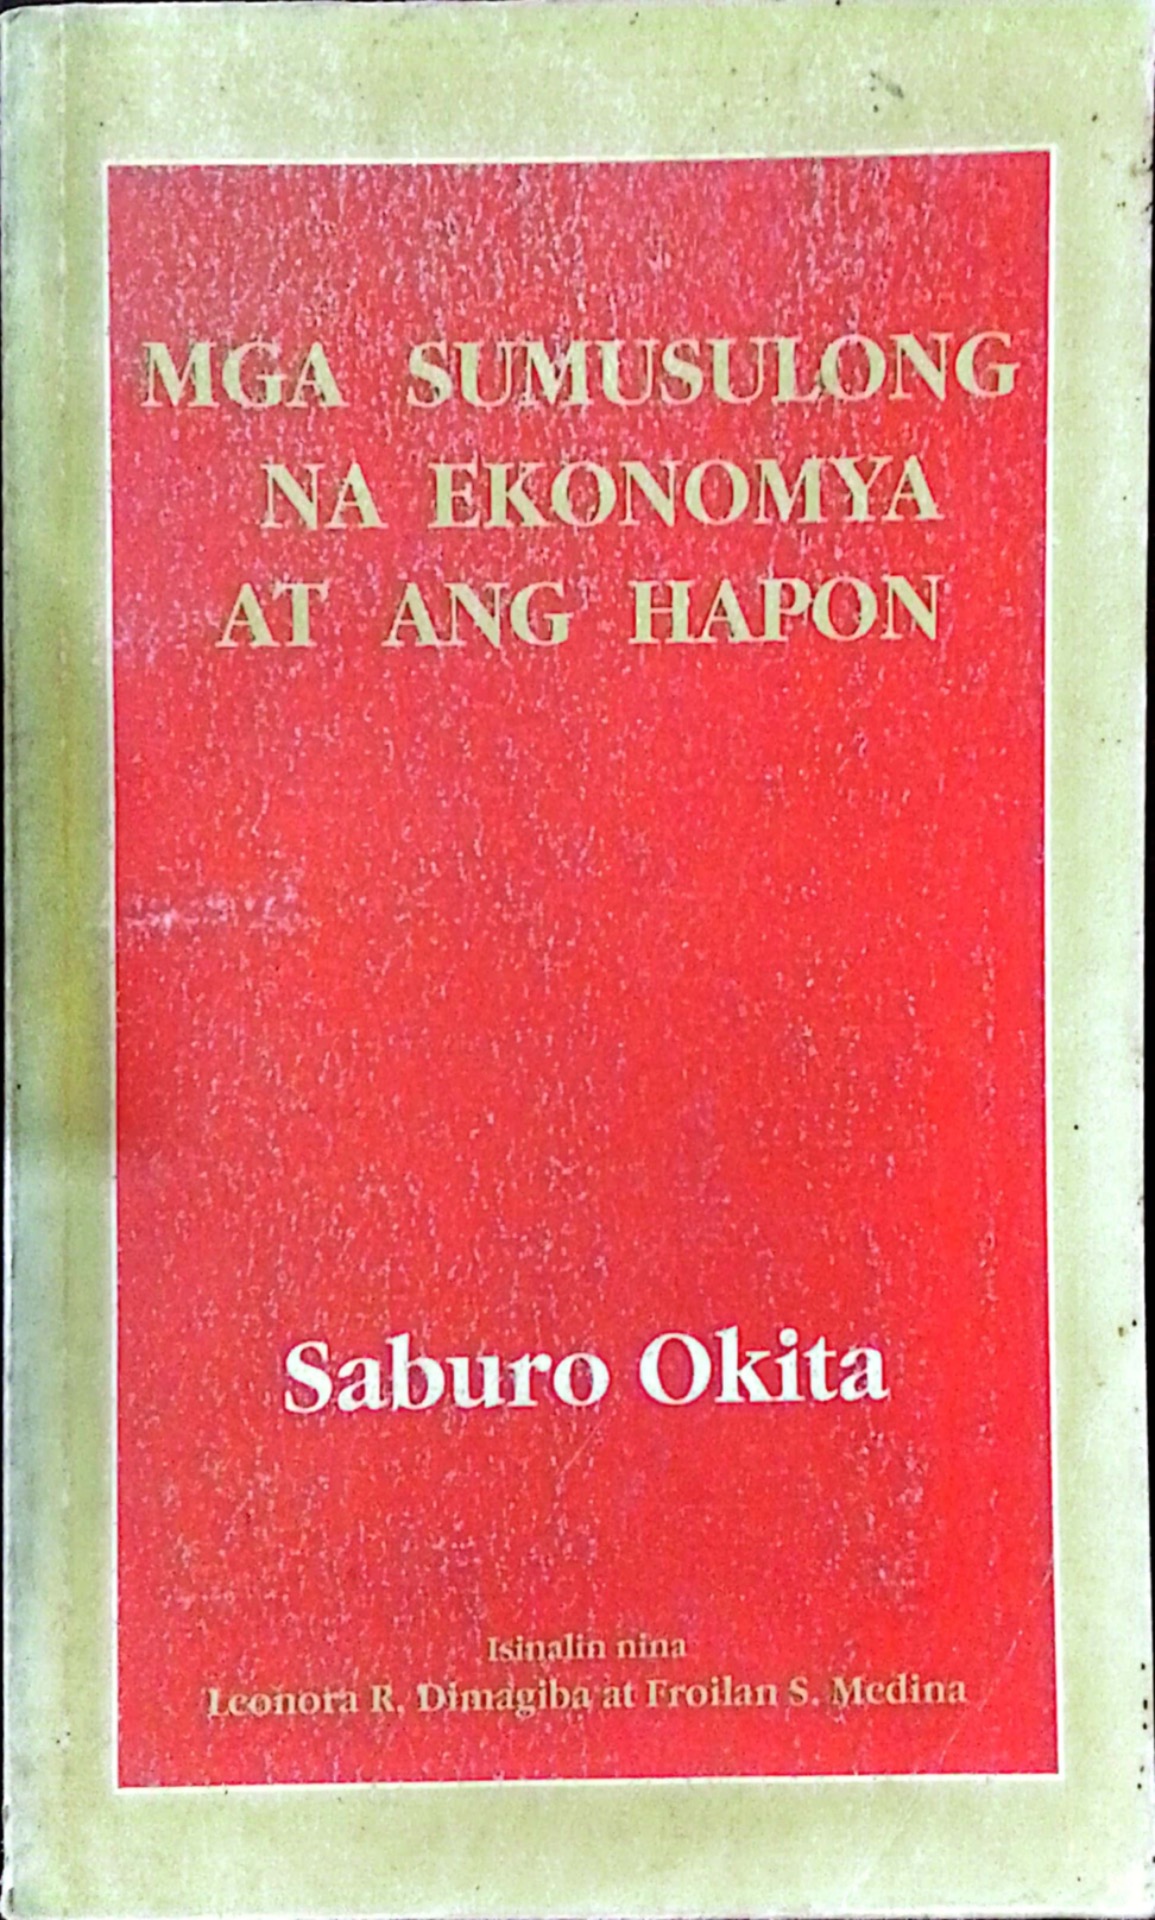 MGA SUMUSULONG
NA EKONOMYA
AT ANG HAPON
Saburo Okita
Isinalin nina
Leonora R. Dimagiba at Froilan S. Medina